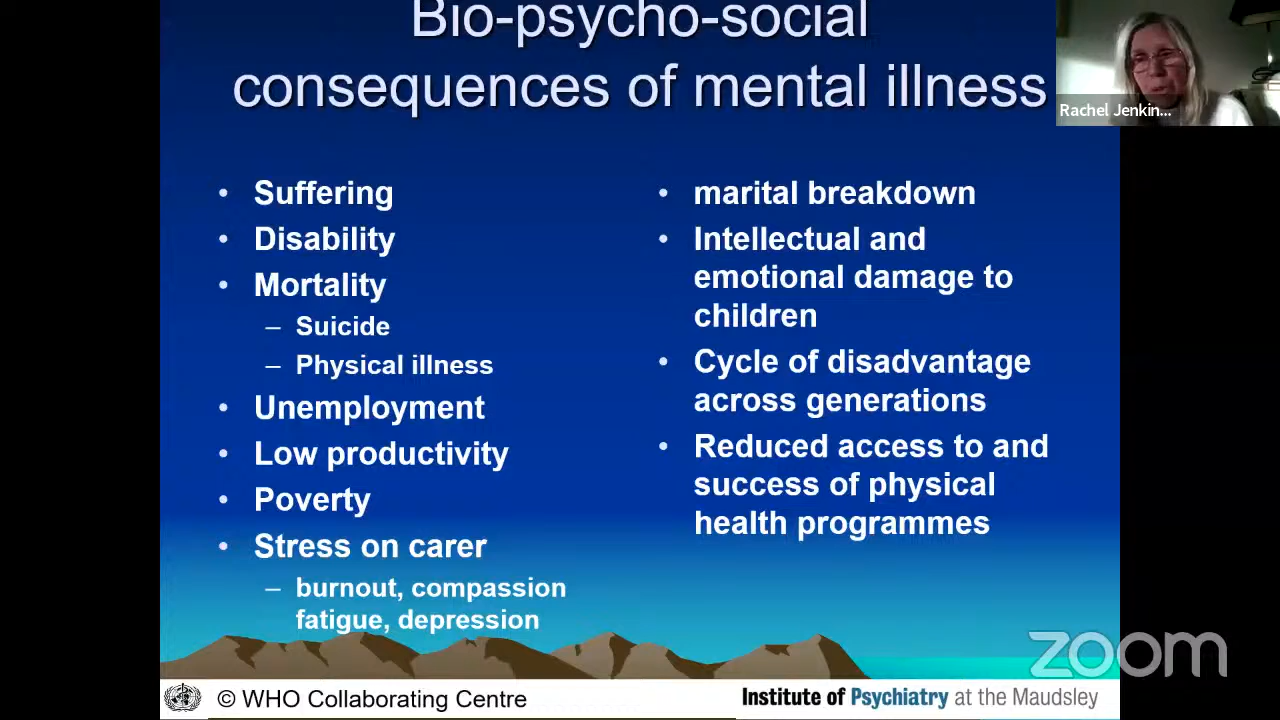 Bio-psycho-social
consequences of mental illness
Rachel Jenkin...
• Suffering
• Disability
• Mortality
– Suicide
– Physical illness
• Unemployment
• Low productivity
• Poverty
• Stress on carer
– burnout, compassion
fatigue, depression
• marital breakdown
• Intellectual and
emotional damage to
children
• Cycle of disadvantage
across generations
• Reduced access to and
success of physical
health programmes
zoom
© WHO Collaborating Centre
Institute of Psychiatry at the Maudsley